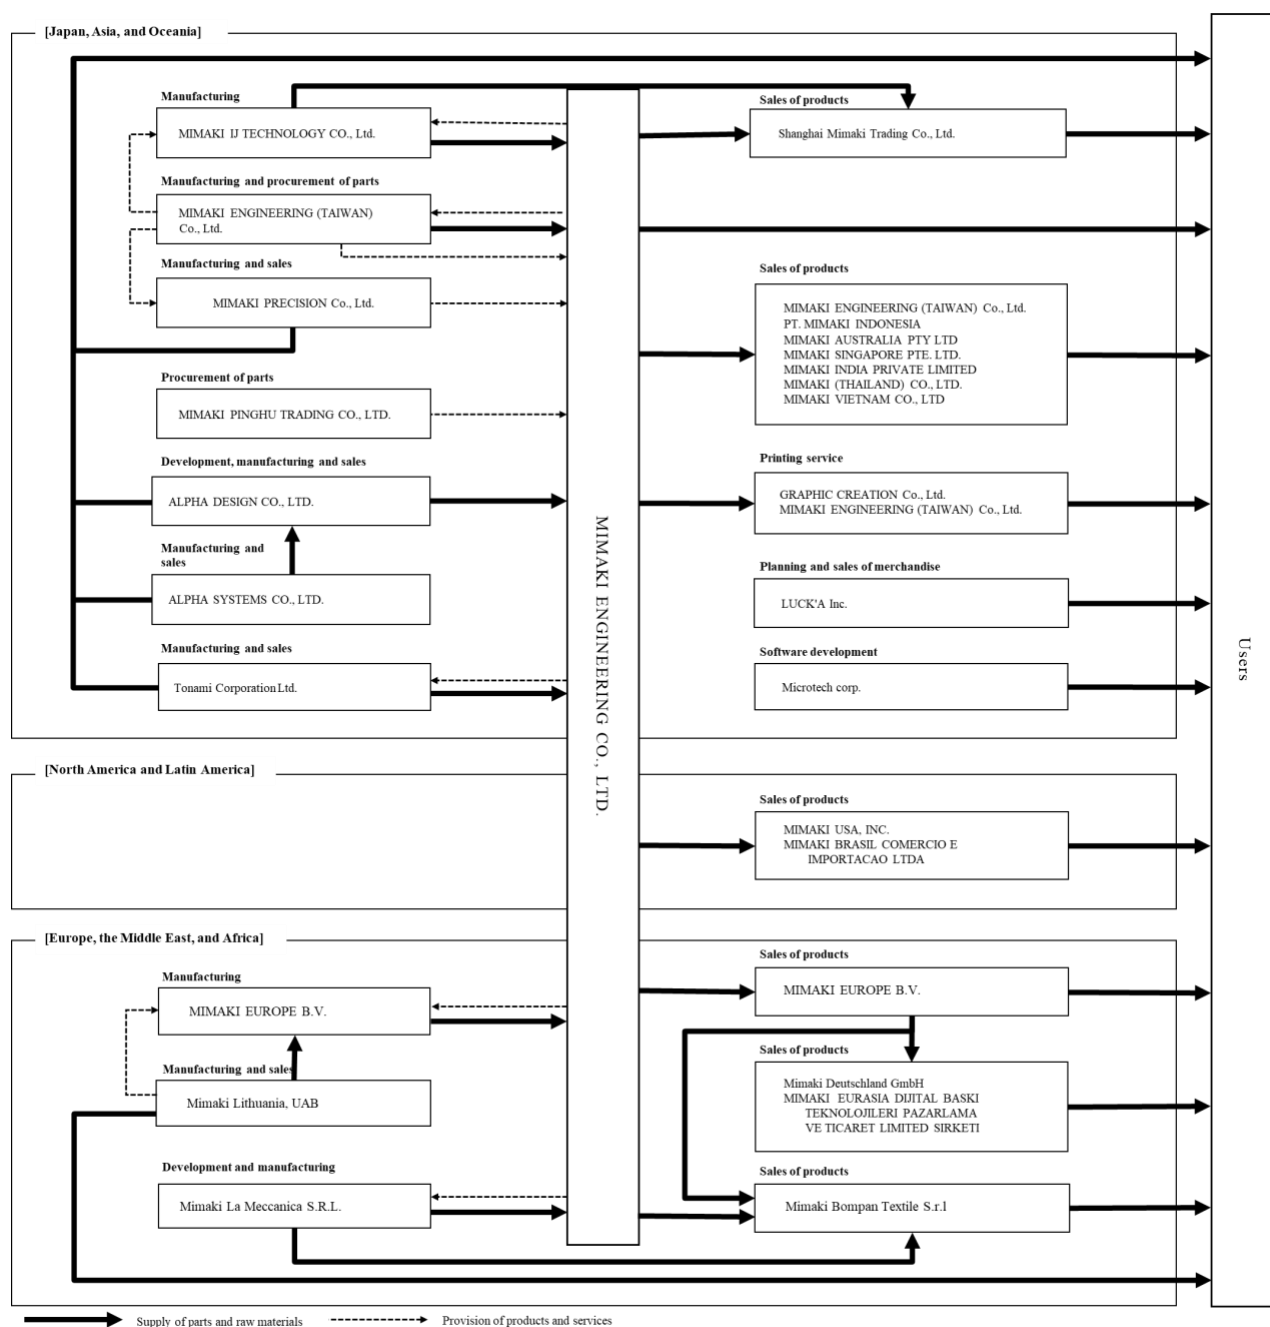 [Japan, Asia, and Oceania]
Manufacturing
MIMAKI IJ TECHNOLOGY CO., Ltd.
Manufacturing and procurement of parts
MIMAKI ENGINEERING (TAIWAN)
Co., Ltd.
Manufacturing and sales
MIMAKI PRECISION Co., Ltd.
Procurement of parts
MIMAKI PINGHU TRADING CO., LTD.
Development, manufacturing and sales
ALPHA DESIGN CO., LTD.
Manufacturing and
sales
ALPHA SYSTEMS CO., LTD.
Manufacturing and sales
Tonami Corporation Ltd.
MIMAKI ENGINEERING CO., LTD.
Sales of products
Shanghai Mimaki Trading Co., Ltd.
Sales of products
MIMAKI ENGINEERING (TAIWAN) Co., Ltd.
PT. MIMAKI INDONESIA
MIMAKI AUSTRALIA PTY LTD
MIMAKI SINGAPORE PTE. LTD.
MIMAKI INDIA PRIVATE LIMITED
MIMAKI (THAILAND) CO., LTD.
MIMAKI VIETNAM CO., LTD
Printing service
GRAPHIC CREATION Co., Ltd.
MIMAKI ENGINEERING (TAIWAN) Co., Ltd.
Planning and sales of merchandise
LUCK'A Inc.
Software development
Microtech corp.
Users
[North America and Latin America]
Sales of products
MIMAKI USA, INC.
MIMAKI BRASIL COMERCIO E
IMPORTACAO LTDA
[Europe, the Middle East, and Africa]
Manufacturing
MIMAKI EUROPE B.V.
Manufacturing and sales
Mimaki Lithuania, UAB
Development and manufacturing
Mimaki La Meccanica S.R.L.
Sales of products
MIMAKI EUROPE B.V.
Sales of products
Mimaki Deutschland GmbH
MIMAKI EURASIA DIJITAL BASKI
TEKNOLOJILERI PAZARLAMA
VE TICARET LIMITED SIRKETI
Sales of products
Mimaki Bompan Textile S.r.l
Supply of parts and raw materials
Provision of products and services